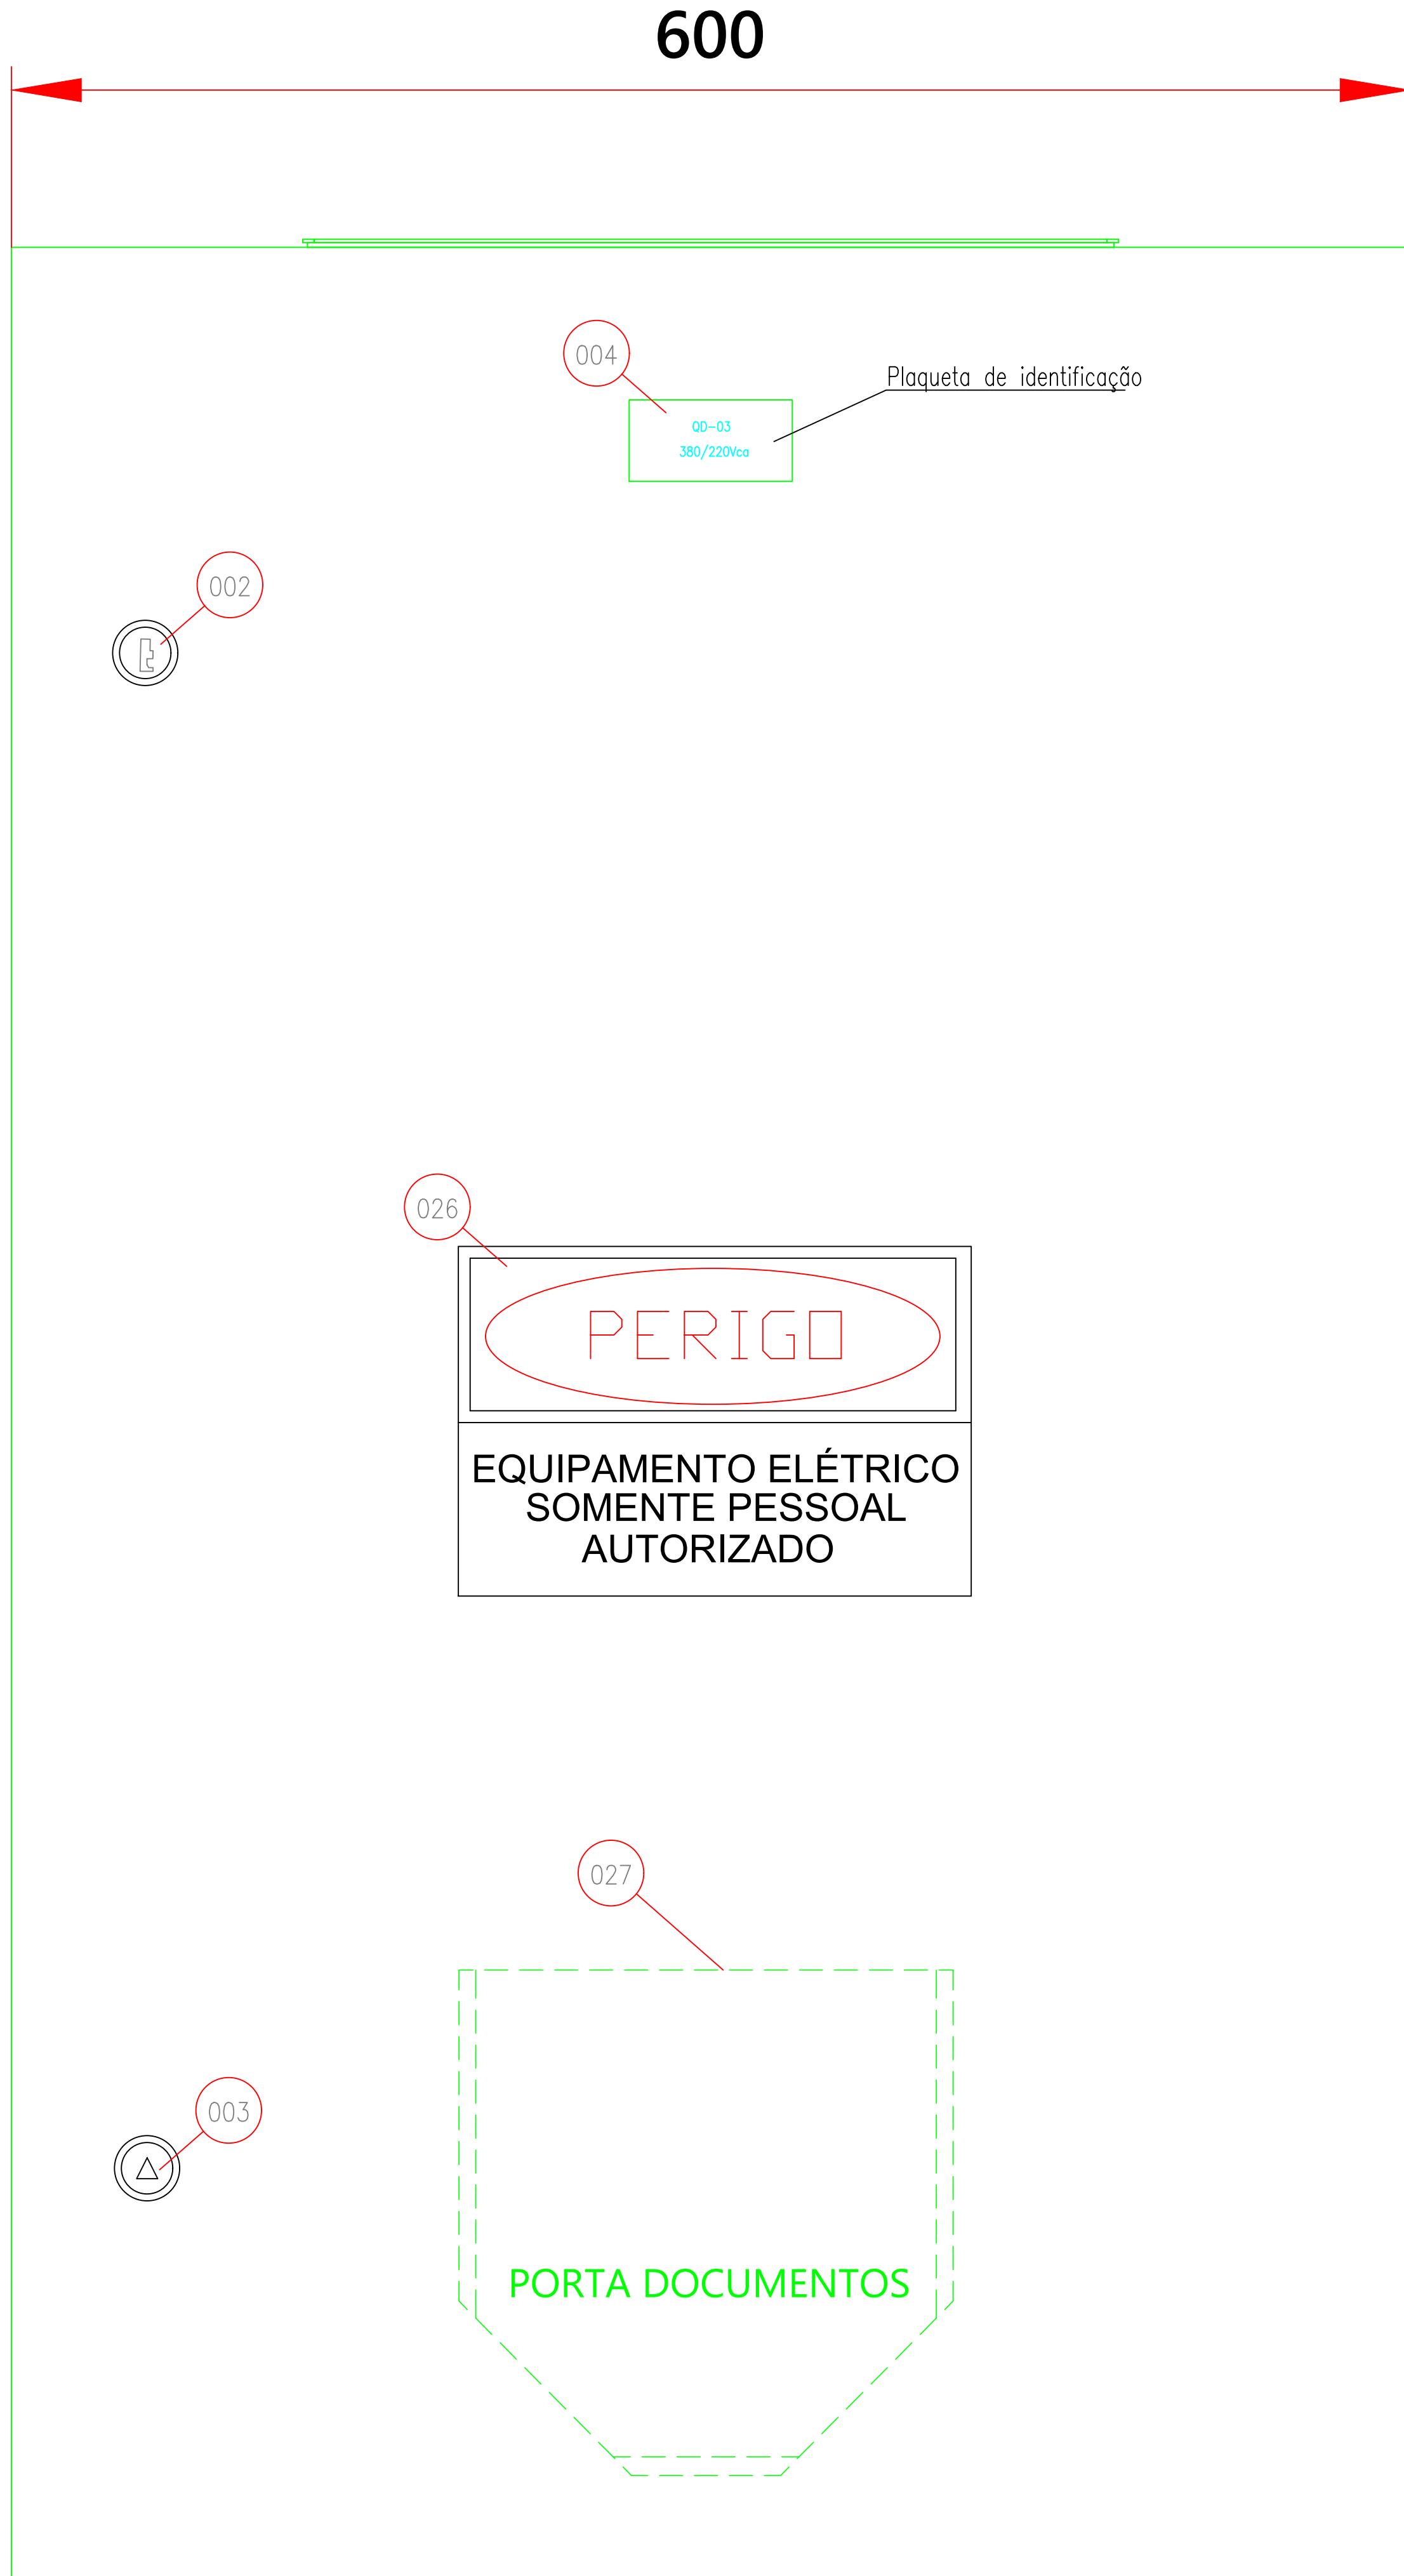 600
004
Plaqueta de identificação
QD-03
380/220Vca
002
026
PERIGO
EQUIPAMENTO ELÉTRICO
SOMENTE PESSOAL
AUTORIZADO
027
003
PORTA DOCUMENTOS